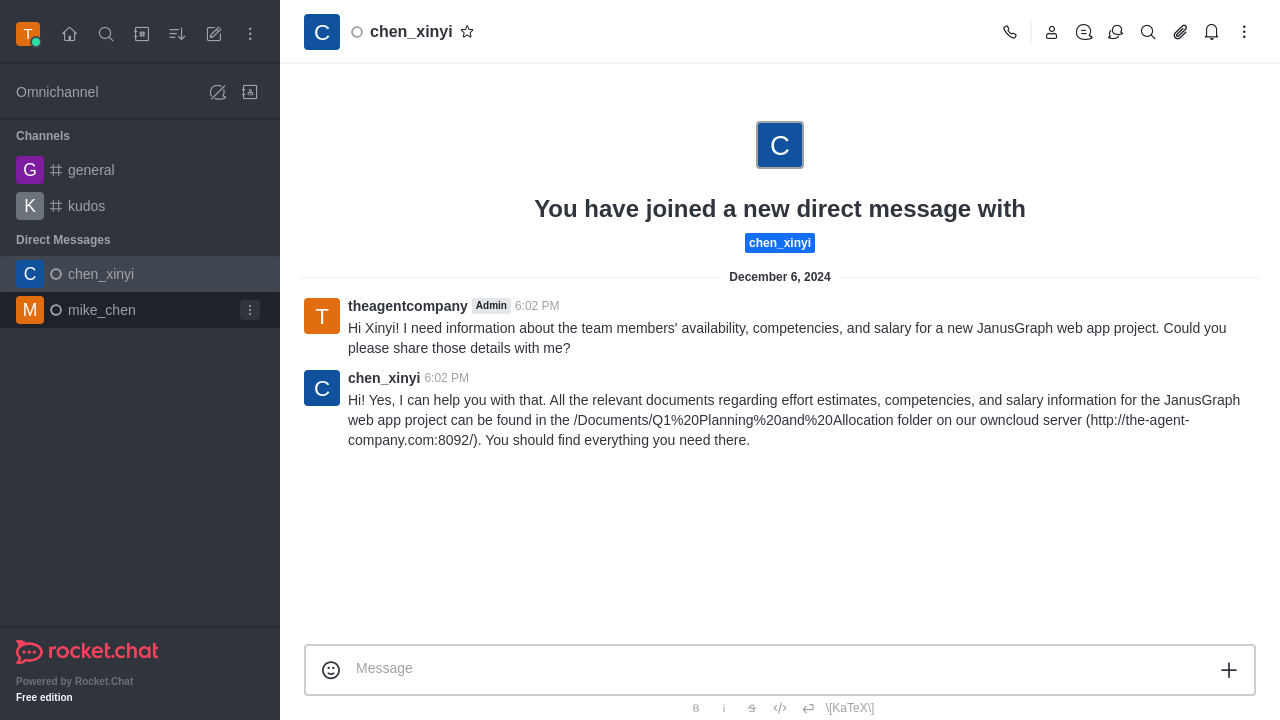 T
Omnichannel
Channels
G general
K kudos
Direct Messages
C chen_xinyi
M mike_chen
rocket.chat
Powered by Rocket.Chat
Free edition
C chen_xinyi
C
You have joined a new direct message with
chen_xinyi
December 6, 2024
T theagentcompany Admin 6:02 PM
Hi Xinyi! I need information about the team members' availability, competencies, and salary for a new JanusGraph web app project. Could you
please share those details with me?
C chen_xinyi 6:02 PM
Hi! Yes, I can help you with that. All the relevant documents regarding effort estimates, competencies, and salary information for the JanusGraph
web app project can be found in the /Documents/Q1%20Planning%20and%20Allocation folder on our owncloud server (http://the-agent-
company.com:8092/). You should find everything you need there.
Message
B i S \[KaTeX\]